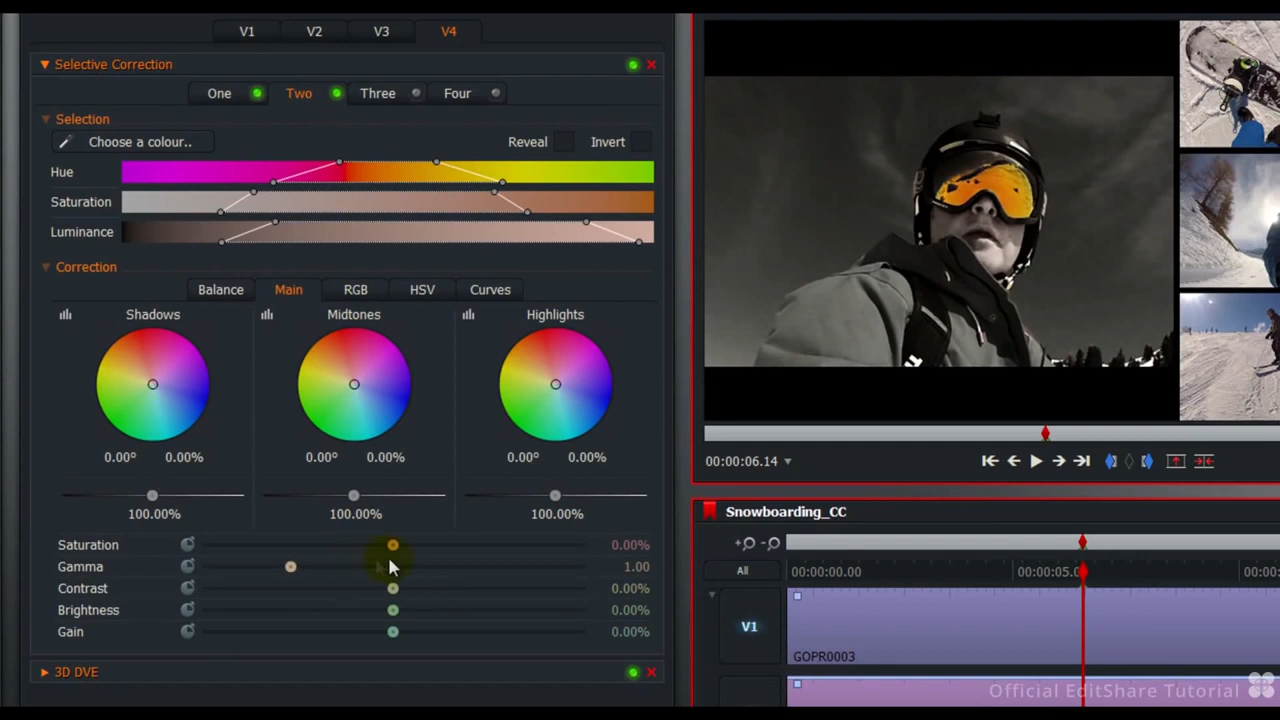 V1 V2 V3 V4
Selective Correction
One Two Three Four
Selection
Choose a colour.. Reveal Invert
Hue
Saturation
Luminance
Correction
Balance Main RGB HSV Curves
Shadows Midtones Highlights
0.00º 0.00% 0.00º 0.00% 0.00º 0.00%
100.00% 100.00% 100.00%
Saturation 0.00%
Gamma 1.00
Contrast 0.00%
Brightness 0.00%
Gain 0.00%
3D DVE
00:00:06.14
Snowboarding_CC
All 00:00:00.00 00:00:05.0 00:00
V1
GOPR0003
Official EditShare Tutorial